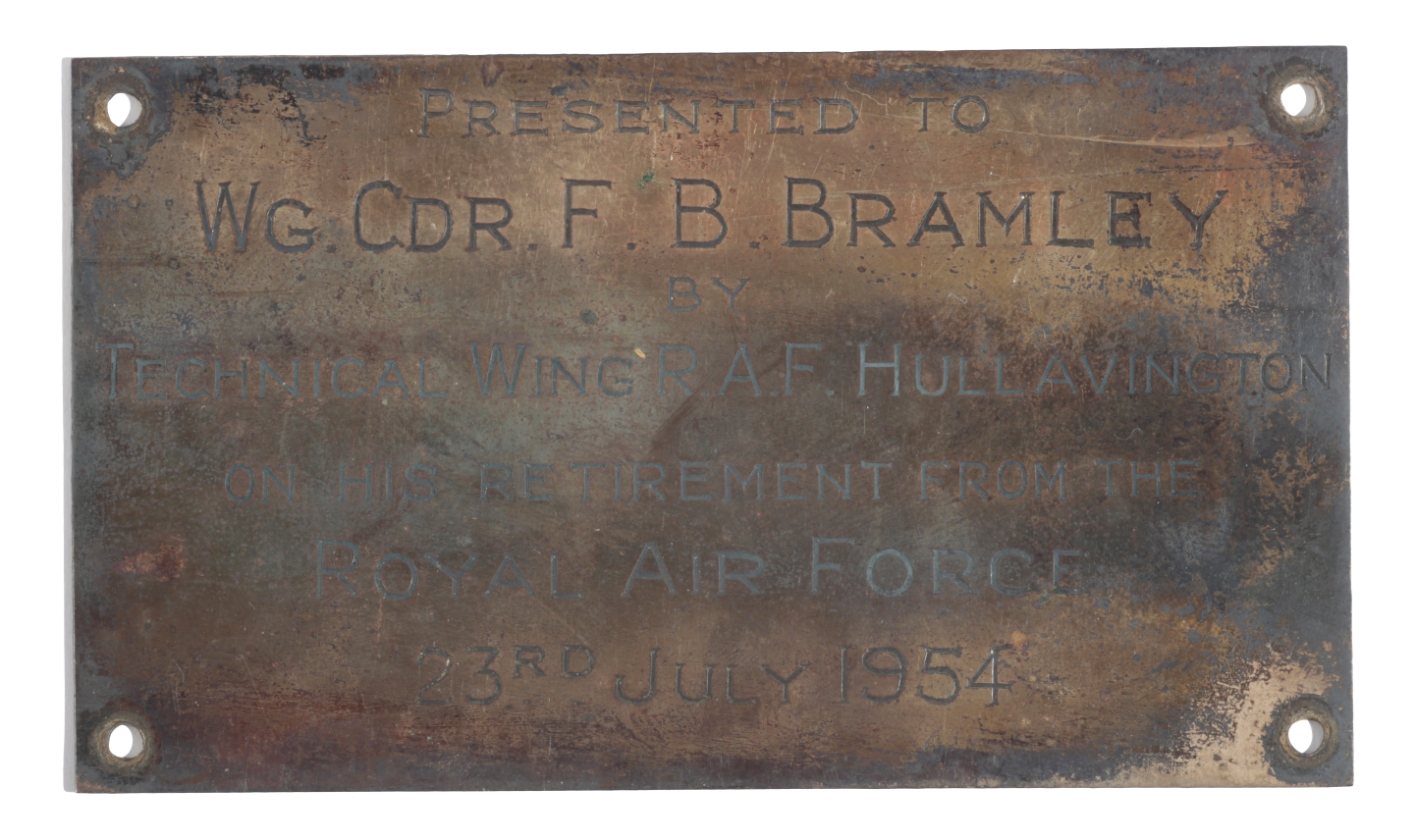 PRESENTED TO
WG. CDR. F. B. BRAMLEY
BY
TECHNICAL WING R.A.F. HULLAVINGTON
ON HIS RETIREMENT FROM THE
ROYAL AIR FORCE
23RD JULY 1954